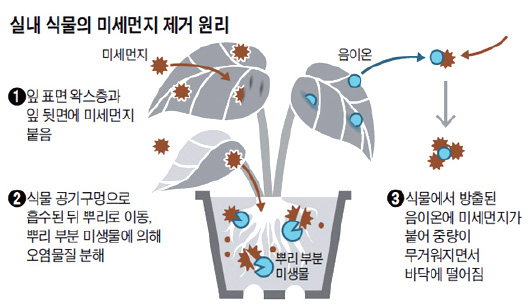 실내 식물의 미세먼지 제거 원리
미세먼지
음이온
❶ 잎 표면 왁스층과
잎 뒷면에 미세먼지
붙음
❷ 식물 공기구멍으로
흡수된 뒤 뿌리로 이동,
뿌리 부분 미생물에 의해
오염물질 분해
뿌리 부분
미생물
❸ 식물에서 방출된
음이온에 미세먼지가
붙어 중량이
무거워지면서
바닥에 떨어짐